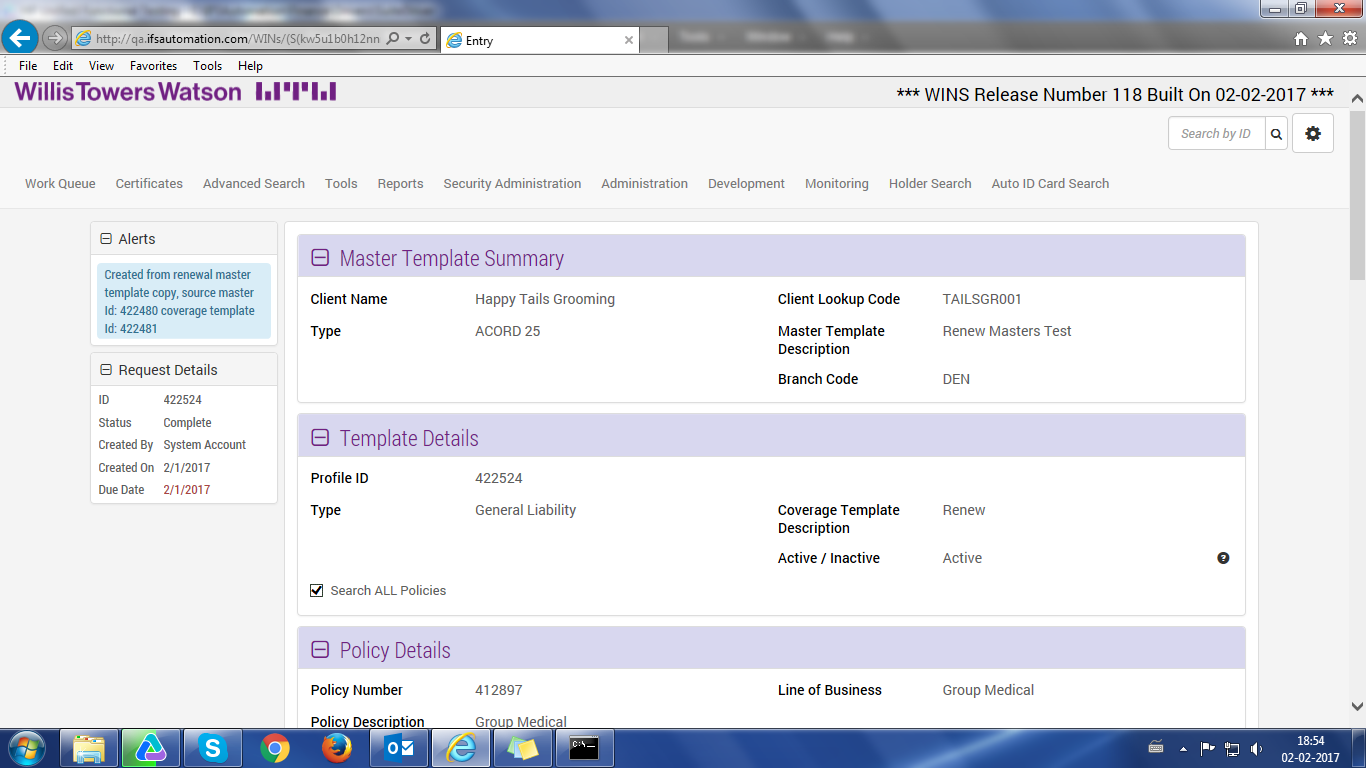 http://qa.ifsautomation.com/WINs/(S(kw5u1b0h12nn
Entry
File Edit View Favorites Tools Help
WillisTowersWatson
*** WINS Release Number 118 Built On 02-02-2017 ***
Search by ID
Work Queue Certificates Advanced Search Tools Reports Security Administration Administration Development Monitoring Holder Search Auto ID Card Search
Alerts
Created from renewal master
template copy, source master
Id: 422480 coverage template
Id: 422481
Request Details
ID 422524
Status Complete
Created By System Account
Created On 2/1/2017
Due Date 2/1/2017
Master Template Summary
Client Name Happy Tails Grooming Client Lookup Code TAILSGR001
Type ACORD 25 Master Template Renew Masters Test
Description
Branch Code DEN
Template Details
Profile ID 422524
Type General Liability Coverage Template Renew
Description
Active / Inactive Active
Search ALL Policies
Policy Details
Policy Number 412897 Line of Business Group Medical
Policy Description Group Medical
18:54
02-02-2017